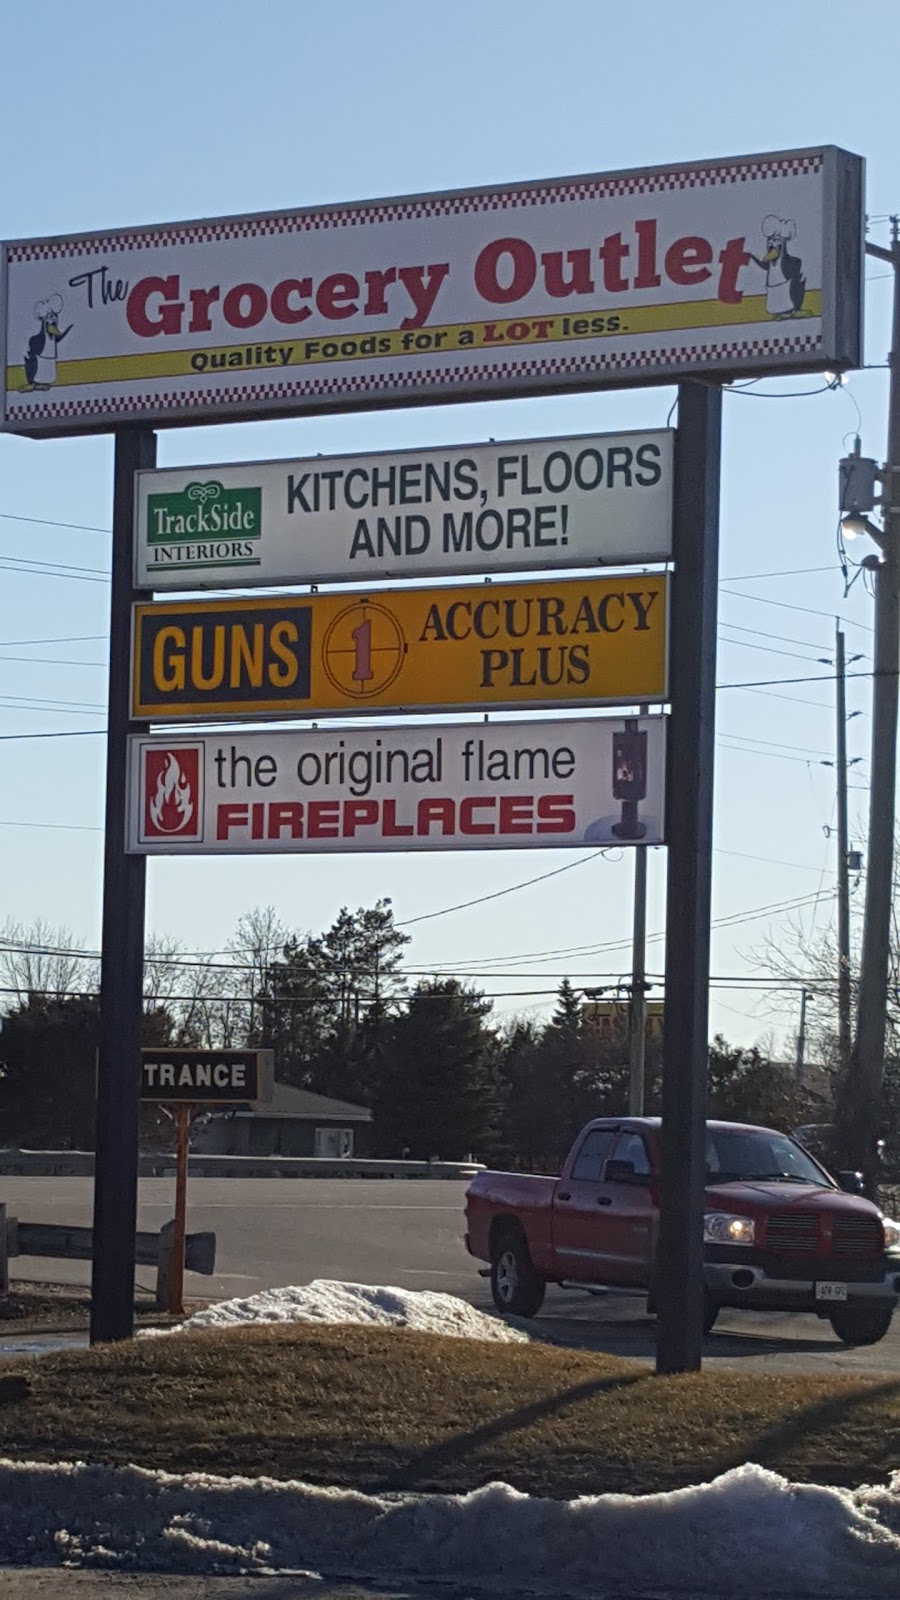 The Grocery Outlet
Quality Foods for a LOT less.
TrackSide
INTERIORS
KITCHENS, FLOORS
AND MORE!
GUNS
1
ACCURACY
PLUS
the original flame
FIREPLACES
TRANCE